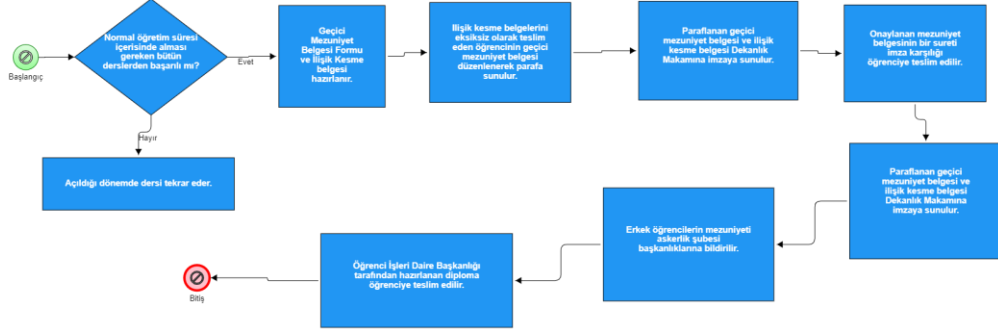 Başlangıç
Normal öğretim süresi
içerisinde alması
gereken bütün
derslerden başarılı mı?
Evet
Hayır
Açıldığı dönemde dersi tekrar eder.
Geçici
Mezuniyet
Belgesi Formu
ve İlişik Kesme
belgesi
hazırlanır.
Ilişik kesme belgelerini
eksiksiz olarak teslim
eden öğrencinin geçici
mezuniyet belgesi
düzenlenerek parafa
sunulur.
Paraflanan geçici
mezuniyet belgesi ve ilişik
kesme belgesi Dekanlık
Makamına imzaya sunulur.
Onaylanan mezuniyet
belgesinin bir sureti
imza karşılığı
öğrenciye teslim edilir.
Paraflanan geçici
mezuniyet belgesi ve
ilişik kesme belgesi
Dekanlık Makamına
imzaya sunulur.
Erkek öğrencilerin mezuniyeti
askerlik şubesi
başkanlıklarına bildirilir.
Öğrenci İşleri Daire Başkanlığı
tarafından hazırlanan diploma
öğrenciye teslim edilir.
Bitiş